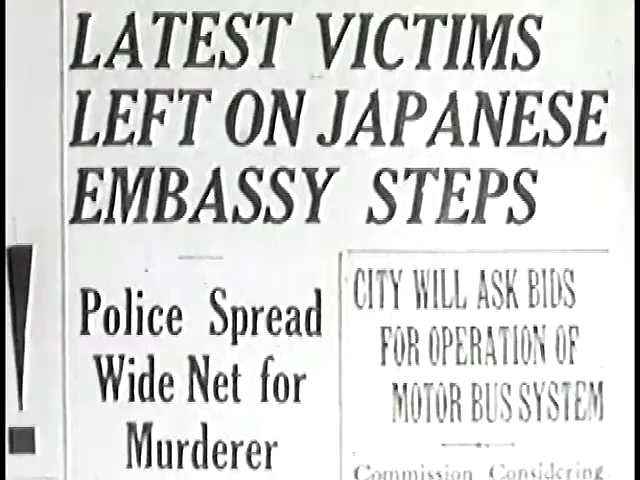 LATEST VICTIMS
LEFT ON JAPANESE
EMBASSY STEPS
!
Police Spread
Wide Net for
Murderer
CITY WILL ASK BIDS
FOR OPERATION OF
MOTOR BUS SYSTEM
Commission Considering